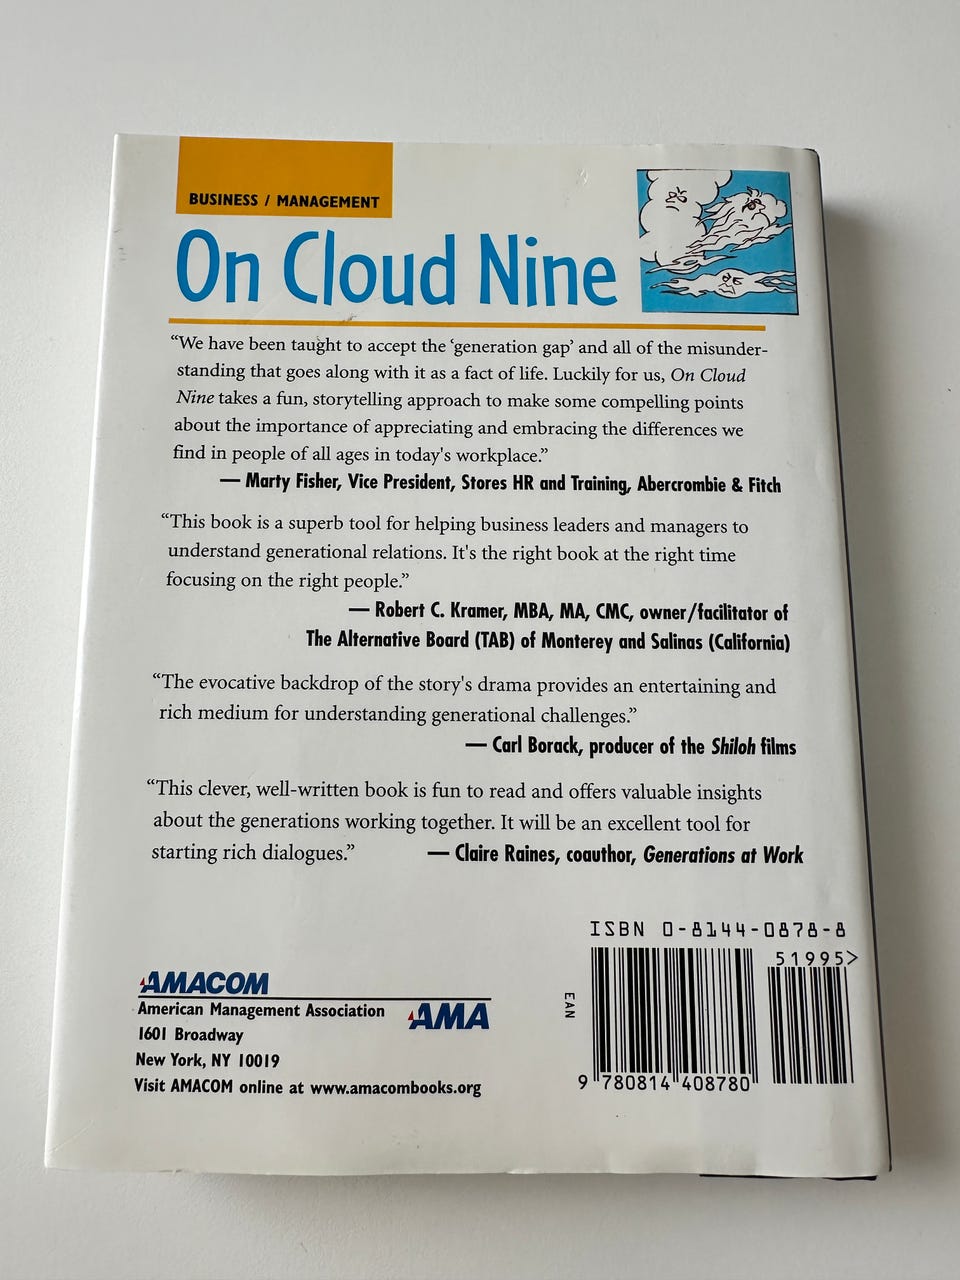 BUSINESS / MANAGEMENT
On Cloud Nine
“We have been taught to accept the ‘generation gap’ and all of the misunder-
standing that goes along with it as a fact of life. Luckily for us, On Cloud
Nine takes a fun, storytelling approach to make some compelling points
about the importance of appreciating and embracing the differences we
find in people of all ages in today's workplace.”
— Marty Fisher, Vice President, Stores HR and Training, Abercrombie & Fitch
“This book is a superb tool for helping business leaders and managers to
understand generational relations. It's the right book at the right time
focusing on the right people.”
— Robert C. Kramer, MBA, MA, CMC, owner/facilitator of
The Alternative Board (TAB) of Monterey and Salinas (California)
“The evocative backdrop of the story's drama provides an entertaining and
rich medium for understanding generational challenges.”
— Carl Borack, producer of the Shiloh films
“This clever, well-written book is fun to read and offers valuable insights
about the generations working together. It will be an excellent tool for
starting rich dialogues.” — Claire Raines, coauthor, Generations at Work
ISBN 0-8144-0878-8
51995>
EAN
9 780814 408780
AMACOM
American Management Association
AMA
1601 Broadway
New York, NY 10019
Visit AMACOM online at www.amacombooks.org